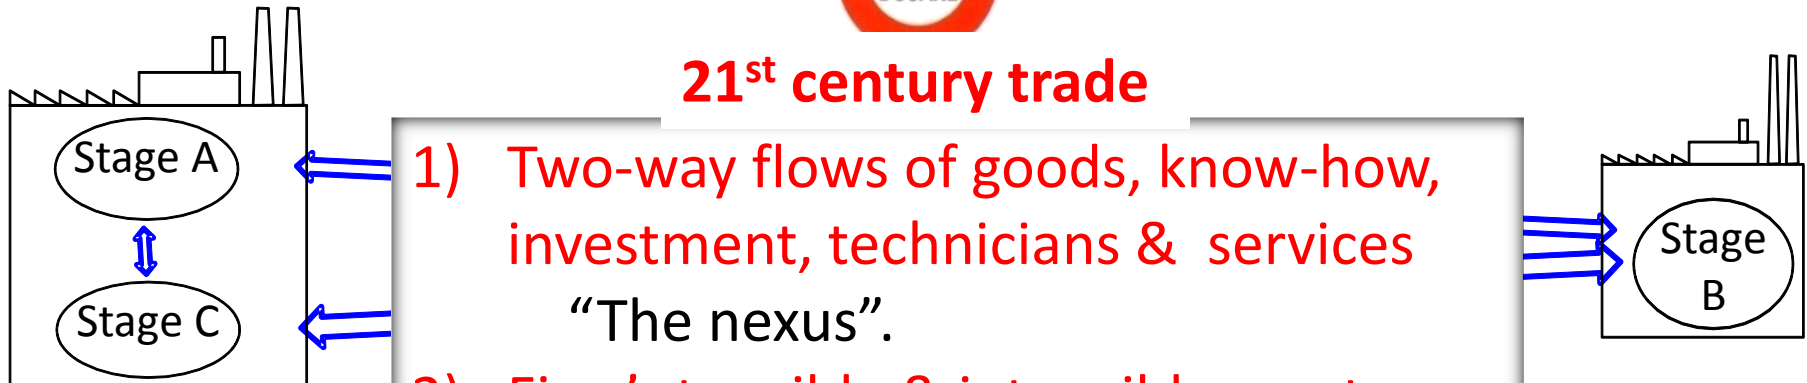 21st century trade
Stage A
1) Two-way flows of goods, know-how,
investment, technicians & services
Stage
B
"The nexus".
Stage C